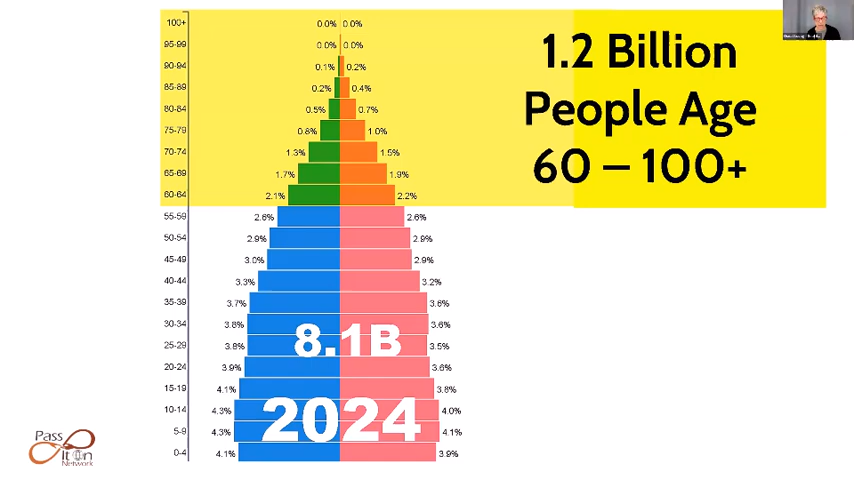 1.2 Billion
People Age
60 – 100+
100+ 0.0% 0.0%
95-99 0.0% 0.0%
90-94 0.1% 0.2%
85-89 0.2% 0.4%
80-84 0.5% 0.7%
75-79 0.8% 1.0%
70-74 1.3% 1.5%
65-69 1.7% 1.9%
60-64 2.1% 2.2%
55-59 2.6% 2.6%
50-54 2.9% 2.9%
45-49 3.0% 2.9%
40-44 3.3% 3.2%
35-39 3.7% 3.6%
30-34 3.8% 3.6%
25-29 3.8% 3.5%
20-24 3.9% 3.6%
15-19 4.1% 3.8%
10-14 4.3% 4.0%
5-9 4.3% 4.1%
0-4 4.1% 3.9%
8.1B
2024
Pass
It On
Network